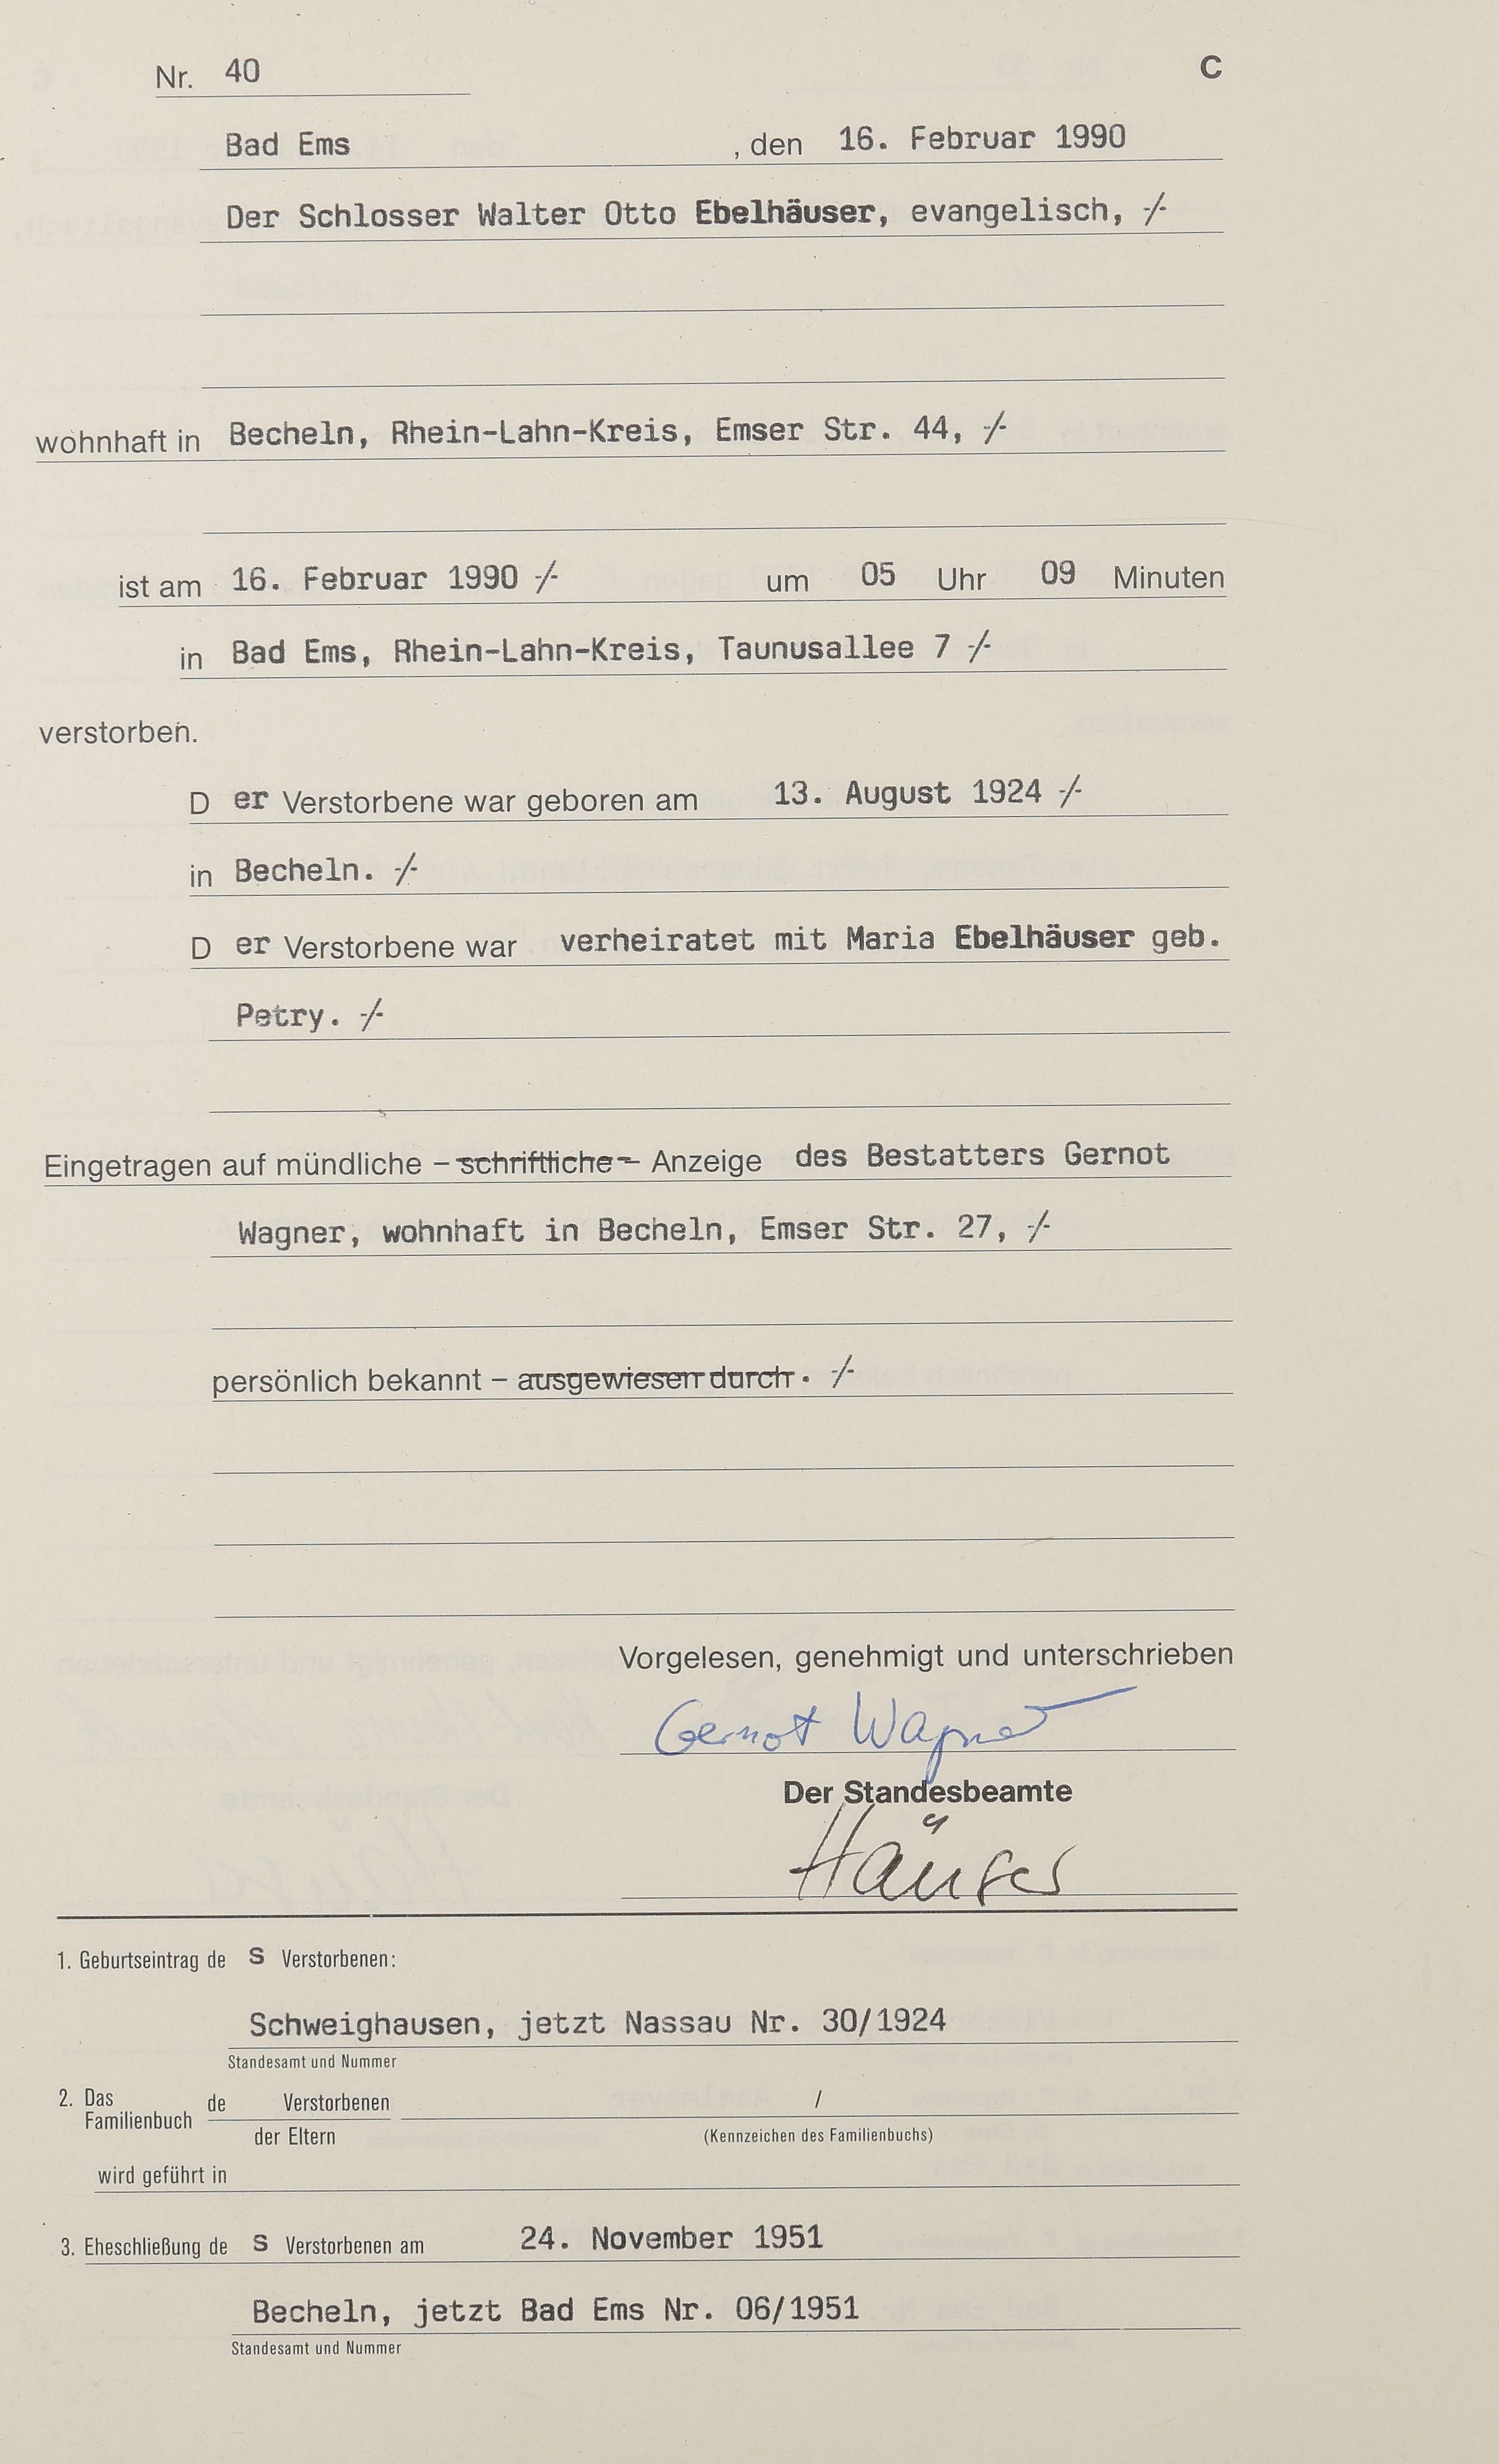 Nr. 40 C
Bad Ems , den 16. Februar 1990
Der Schlosser Walter Otto Ebelhäuser, evangelisch, -/-
wohnhaft in Becheln, Rhein-Lahn-Kreis, Emser Str. 44, -/-
ist am 16. Februar 1990 -/- um 05 Uhr 09 Minuten
in Bad Ems, Rhein-Lahn-Kreis, Taunusallee 7 -/-
verstorben.
D er Verstorbene war geboren am 13. August 1924 -/-
in Becheln. -/-
D er Verstorbene war verheiratet mit Maria Ebelhäuser geb.
Petry. -/-
Eingetragen auf mündliche – schriftliche – Anzeige des Bestatters Gernot
Wagner, wohnhaft in Becheln, Emser Str. 27, -/-
persönlich bekannt – ausgewiesen durch . -/-
Vorgelesen, genehmigt und unterschrieben
Gernot Wagner
Der Standesbeamte
Häuser
1. Geburtseintrag de s Verstorbenen:
Schweighausen, jetzt Nassau Nr. 30/1924
Standesamt und Nummer
2. Das Familienbuch de Verstorbenen /
der Eltern (Kennzeichen des Familienbuchs)
wird geführt in
3. Eheschließung de s Verstorbenen am 24. November 1951
Becheln, jetzt Bad Ems Nr. 06/1951
Standesamt und Nummer